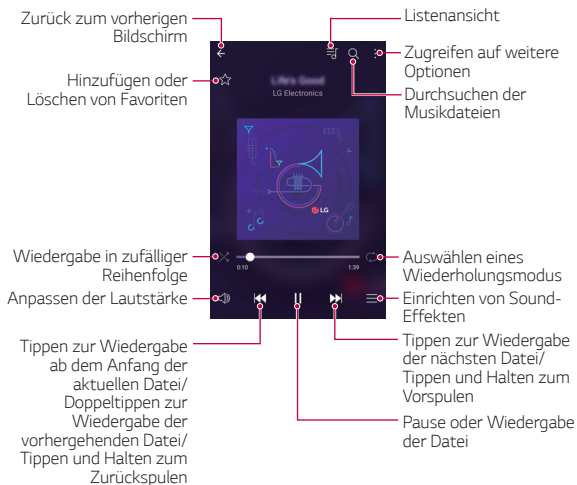 Zurück zum vorherigen
Bildschirm
Listenansicht
Zugreifen auf weitere
Optionen
Hinzufügen oder
Löschen von Favoriten
Durchsuchen der
Musikdateien
Life's Good
LG Electronics
LG
Wiedergabe in zufälliger
Reihenfolge
0:10
1:39
Auswählen eines
Wiederholungsmodus
Anpassen der Lautstärke
Einrichten von Sound-
Effekten
Tippen zur Wiedergabe
ab dem Anfang der
aktuellen Datei/
Doppeltippen zur
Wiedergabe der
vorhergehenden Datei/
Tippen und Halten zum
Zurückspulen
Tippen zur Wiedergabe
der nächsten Datei/
Tippen und Halten zum
Vorspulen
Pause oder Wiedergabe
der Datei